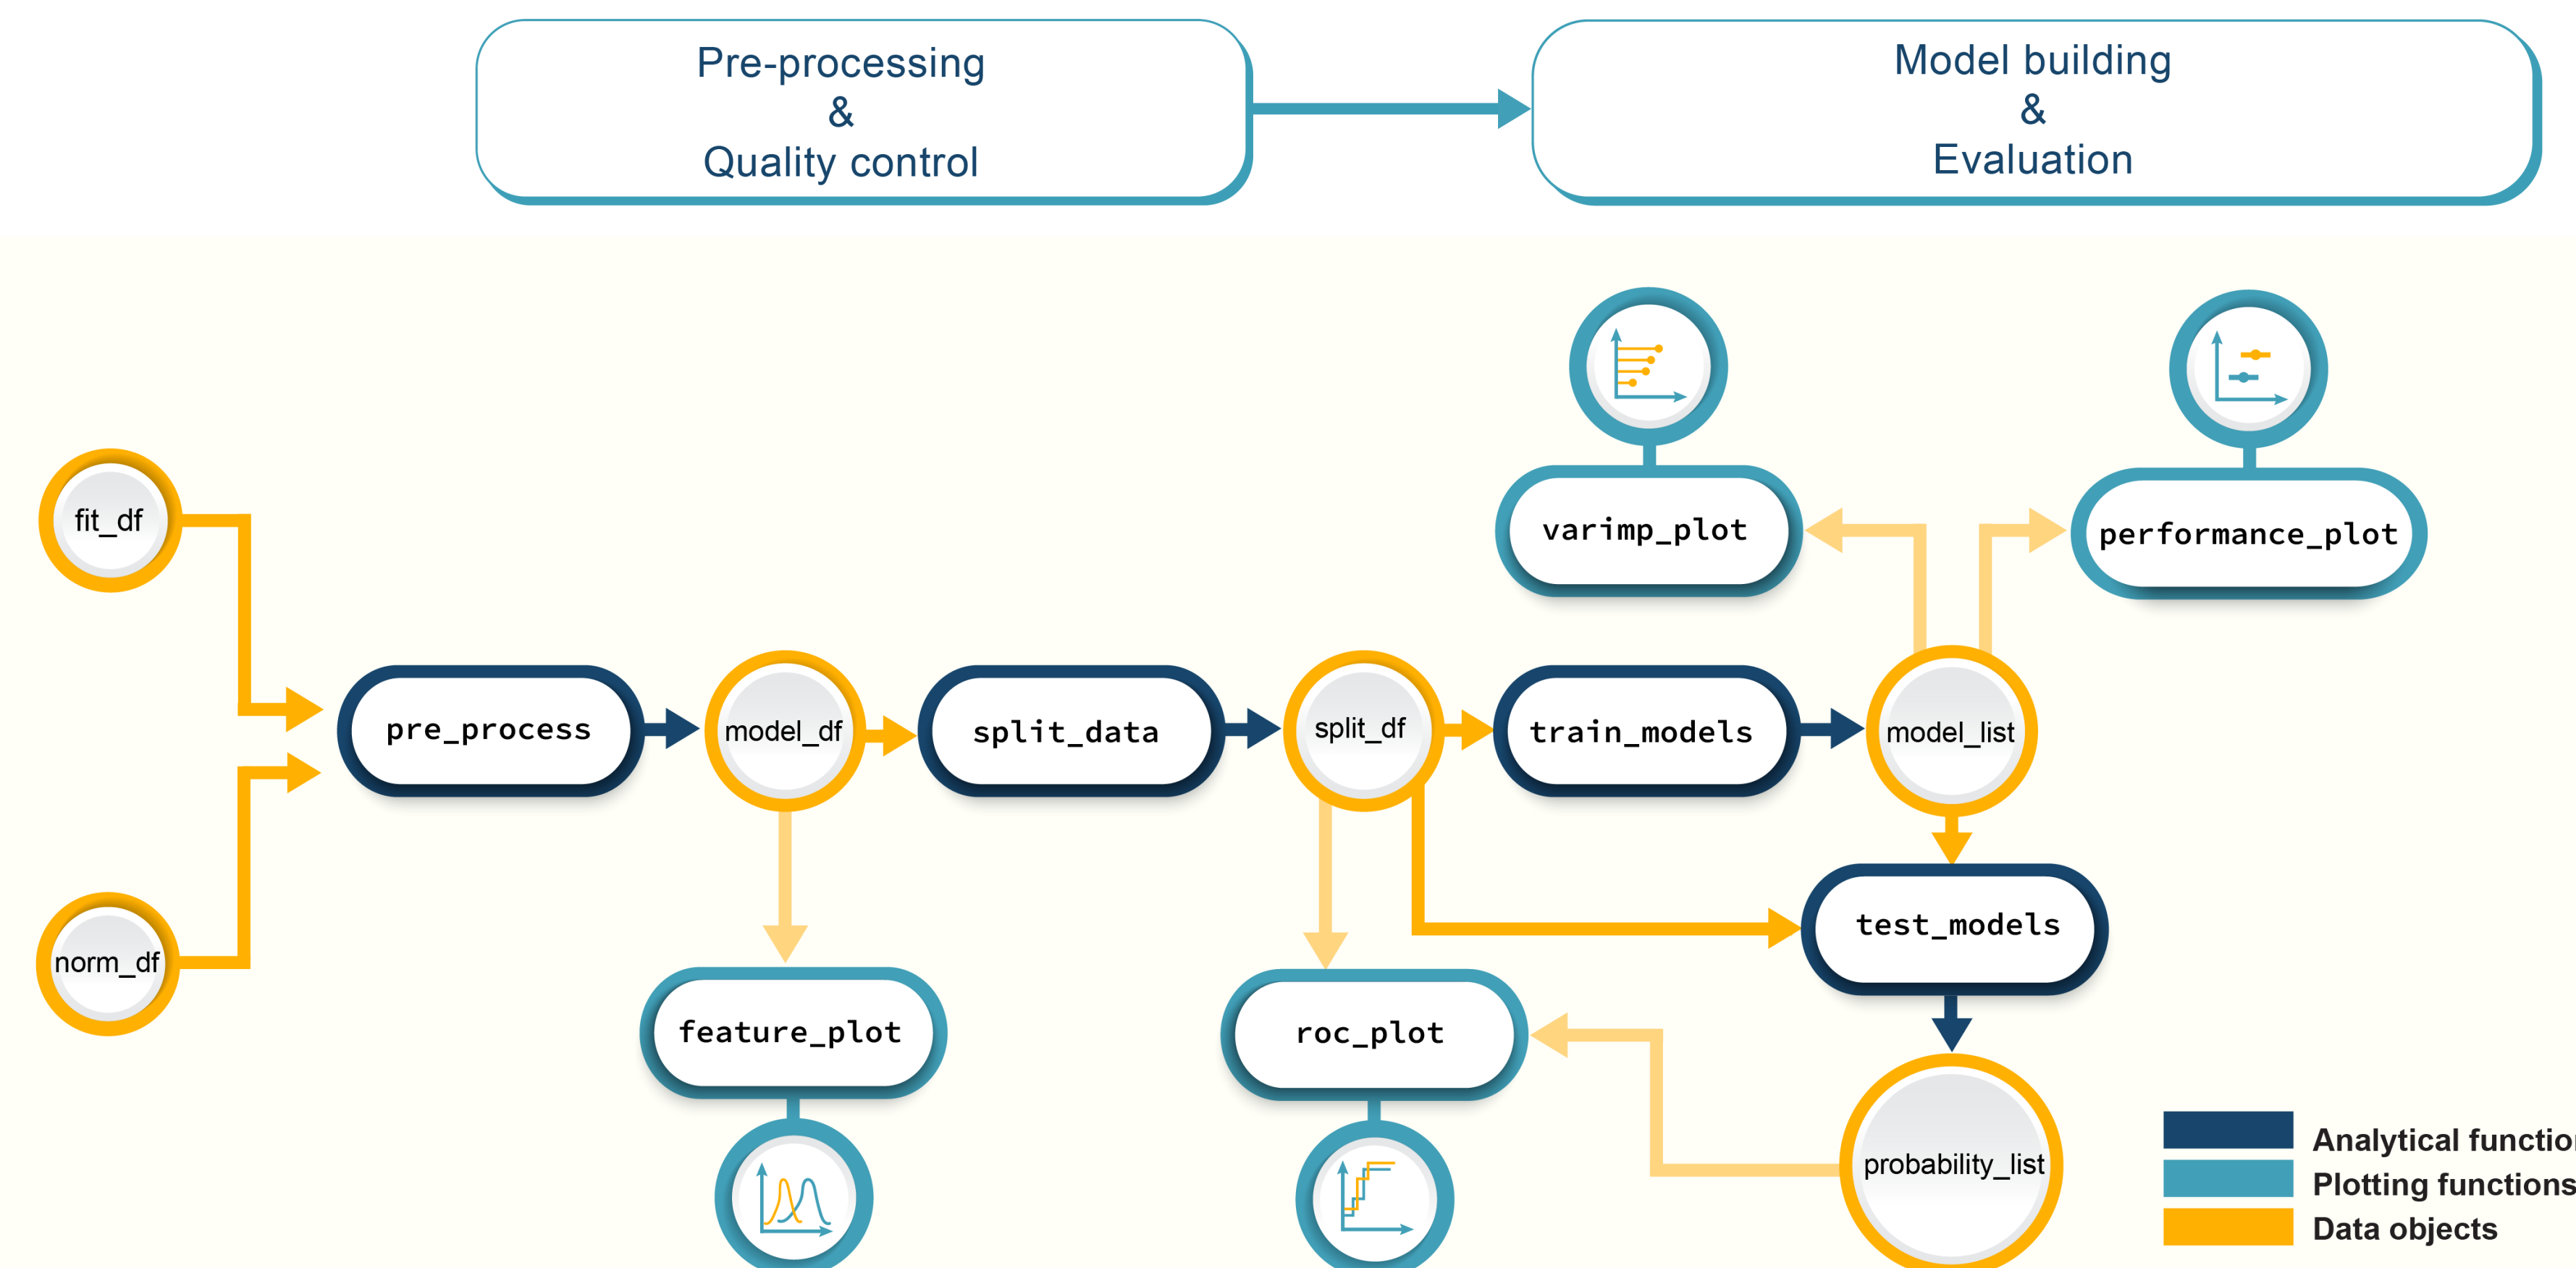 Pre-processing
&
Quality control
Model building
&
Evaluation
fit_df
norm_df
pre_process
model_df
split_data
split_df
train_models
model_list
varimp_plot
performance_plot
test_models
feature_plot
roc_plot
probability_list
Analytical functio
Plotting functions
Data objects